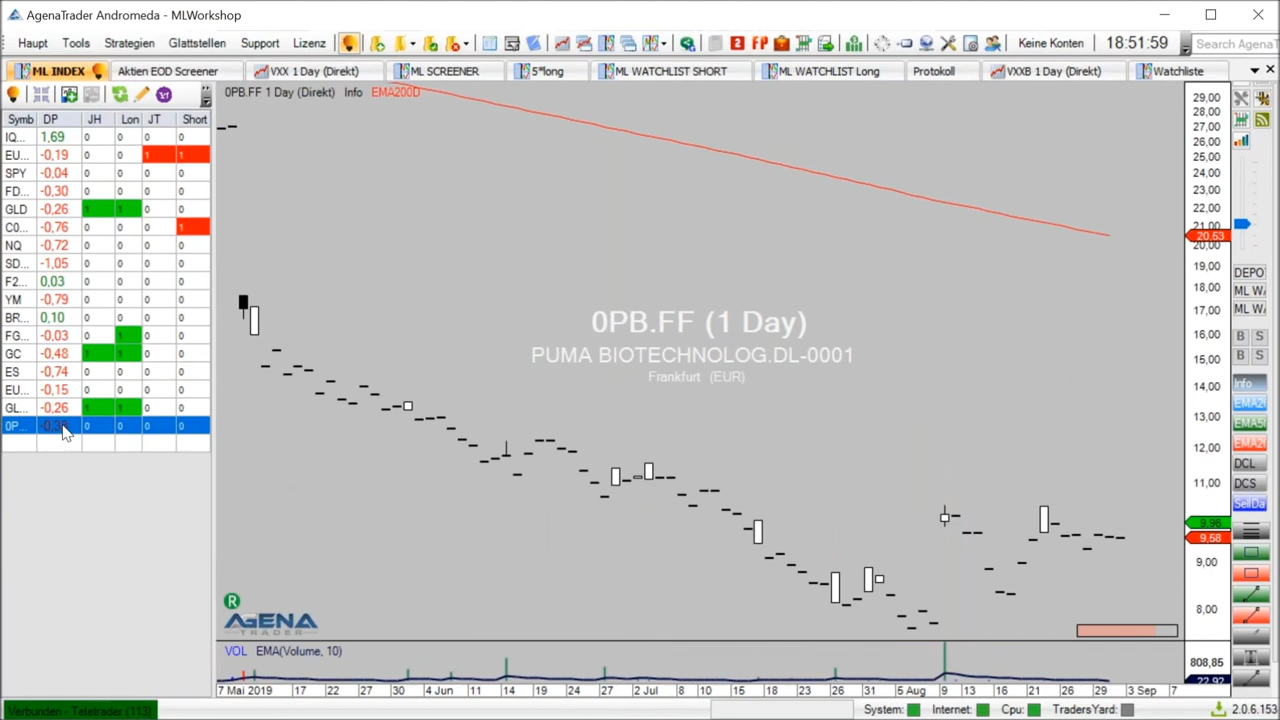 AgenaTrader Andromeda - MLWorkshop
Haupt Tools Strategien Glattstellen Support Lizenz 2 FP Keine Konten 18:51:59 Search AgenaT
ML INDEX Aktien EOD Screener VXX 1 Day (Direkt) ML SCREENER 5*long ML WATCHLIST SHORT ML WATCHLIST Long Protokoll VXXB 1 Day (Direkt) Watchliste
0PB.FF 1 Day (Direkt) Info EMA200D
Symb DP JH Lon JT Short
IQ... 1,69 0 0 0 0
EU... -0,19 0 0 1 1
SPY -0,04 0 0 0 0
FD... -0,30 0 0 0 0
GLD -0,26 1 1 0 0
C0... -0,76 0 0 0 1
NQ -0,72 0 0 0 0
SD... -1,05 0 0 0 0
F2... 0,03 0 0 0 0
YM -0,79 0 0 0 0
BR... 0,10 0 0 0 0
FG... -0,03 0 1 0 0
GC -0,48 1 1 0 0
ES -0,74 0 0 0 0
EU... -0,15 0 0 0 0
GL... -0,26 1 1 0 0
0P... 0 0 0 0
0PB.FF (1 Day)
PUMA BIOTECHNOLOG.DL-0001
Frankfurt (EUR)
29,00
28,00
27,00
26,00
25,00
24,00
23,00
22,00
21,00
20,53
20,00
19,00
18,00
17,00
16,00
15,00
14,00
13,00
12,00
11,00
9,96
9,58
9,00
8,00
DEPO
ML W
ML W
B S
B S
Info
EMA2
EMA5
EMA2
DCL
DCS
SellDa
R
AGENA
TRADER
VOL EMA(Volume, 10)
808,85
22,92
7 Mai 2019 17 22 27 30 4 Jun 11 14 19 24 27 2 Jul 8 10 15 18 23 26 31 5 Aug 9 13 16 21 26 29 3 Sep 7
Verbunden - Teletrader (113) System: Internet: Cpu: TradersYard: 2.0.6.153